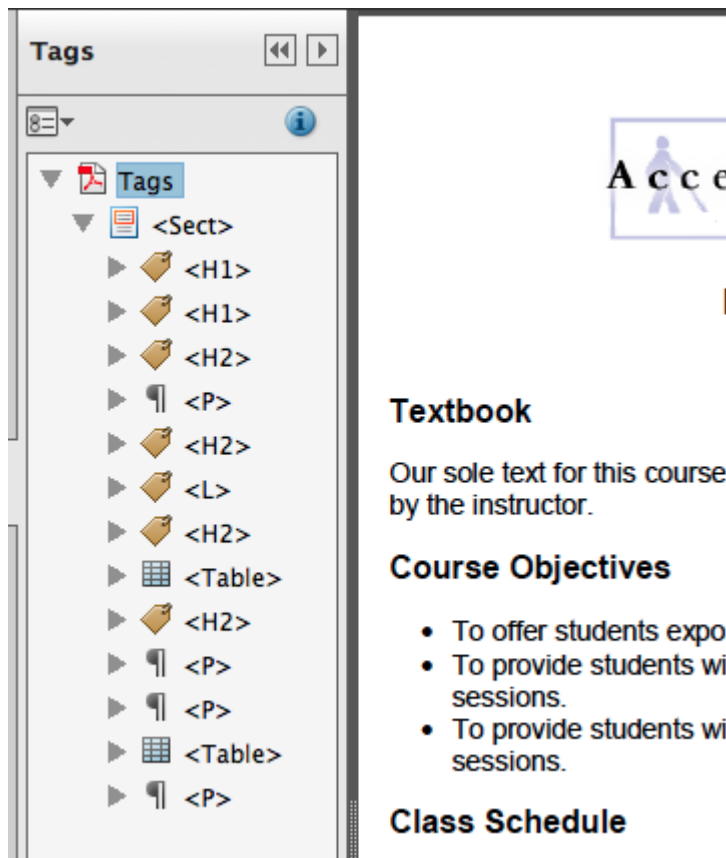 Tags
Tags
<Sect>
<H1>
<H1>
<H2>
<P>
<H2>
<L>
<H2>
<Table>
<H2>
<P>
<P>
<Table>
<P>
Acce
Textbook
Our sole text for this course
by the instructor.
Course Objectives
• To offer students expo
• To provide students wi
sessions.
• To provide students wi
sessions.
Class Schedule